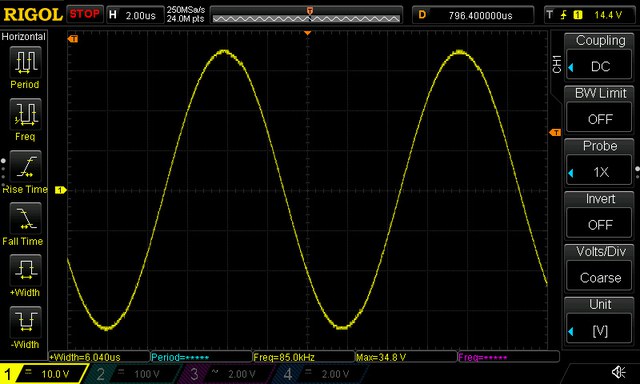 RIGOL STOP H 2.00us 250MSa/s 24.0M pts T D 796.400000us T 1 14.4 V
Horizontal
Period
Freq
Rise Time
Fall Time
+Width
-Width
T
T
1
CH1
Coupling
DC
BW Limit
OFF
Probe
1X
Invert
OFF
Volts/Div
Coarse
Unit
[V]
+Width=6.040us Period=***** Freq=85.0kHz Max=34.8 V Freq=*****
1 10.0 V 2 100 V 3 ~ 2.00 V 4 2.00 V